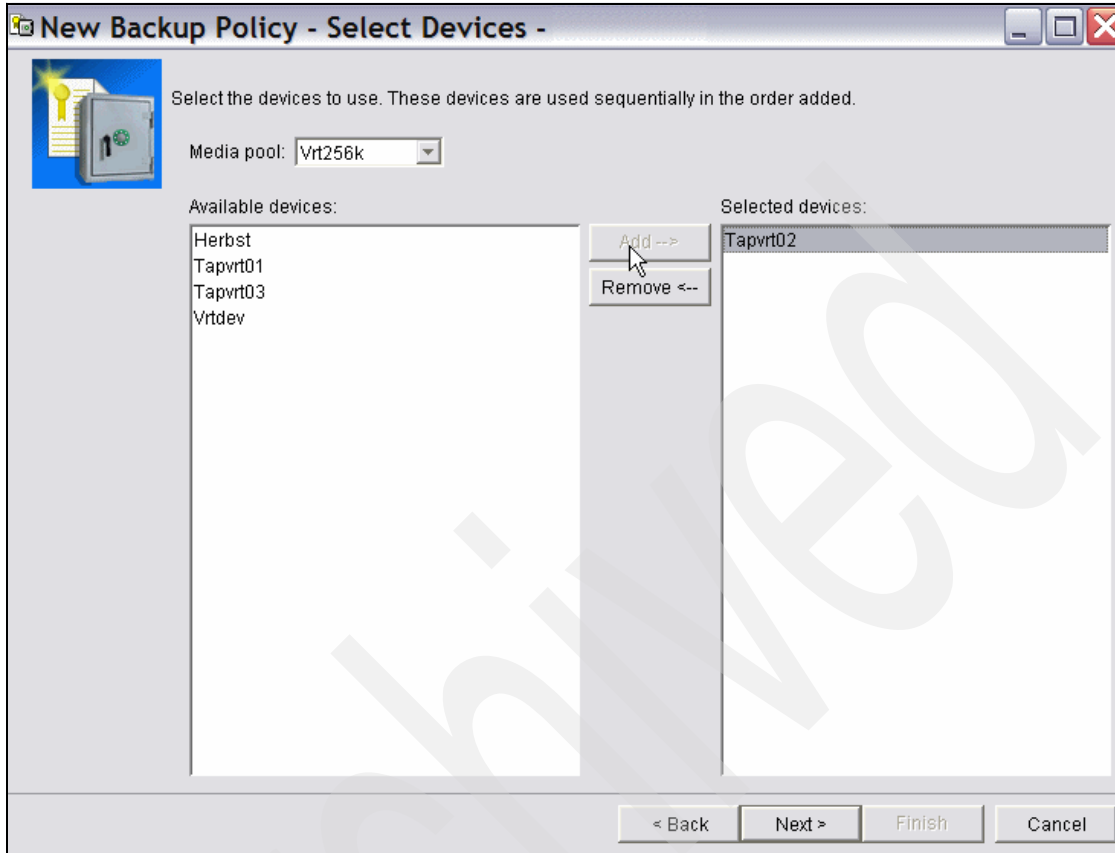 New Backup Policy - Select Devices -
Select the devices to use. These devices are used sequentially in the order added.
Media pool: Vrt256k
Available devices:
Selected devices:
Herbst
Tapvrt01
Tapvrt03
Vrtdev
Add -->
Remove <--
Tapvrt02
< Back
Next >
Finish
Cancel